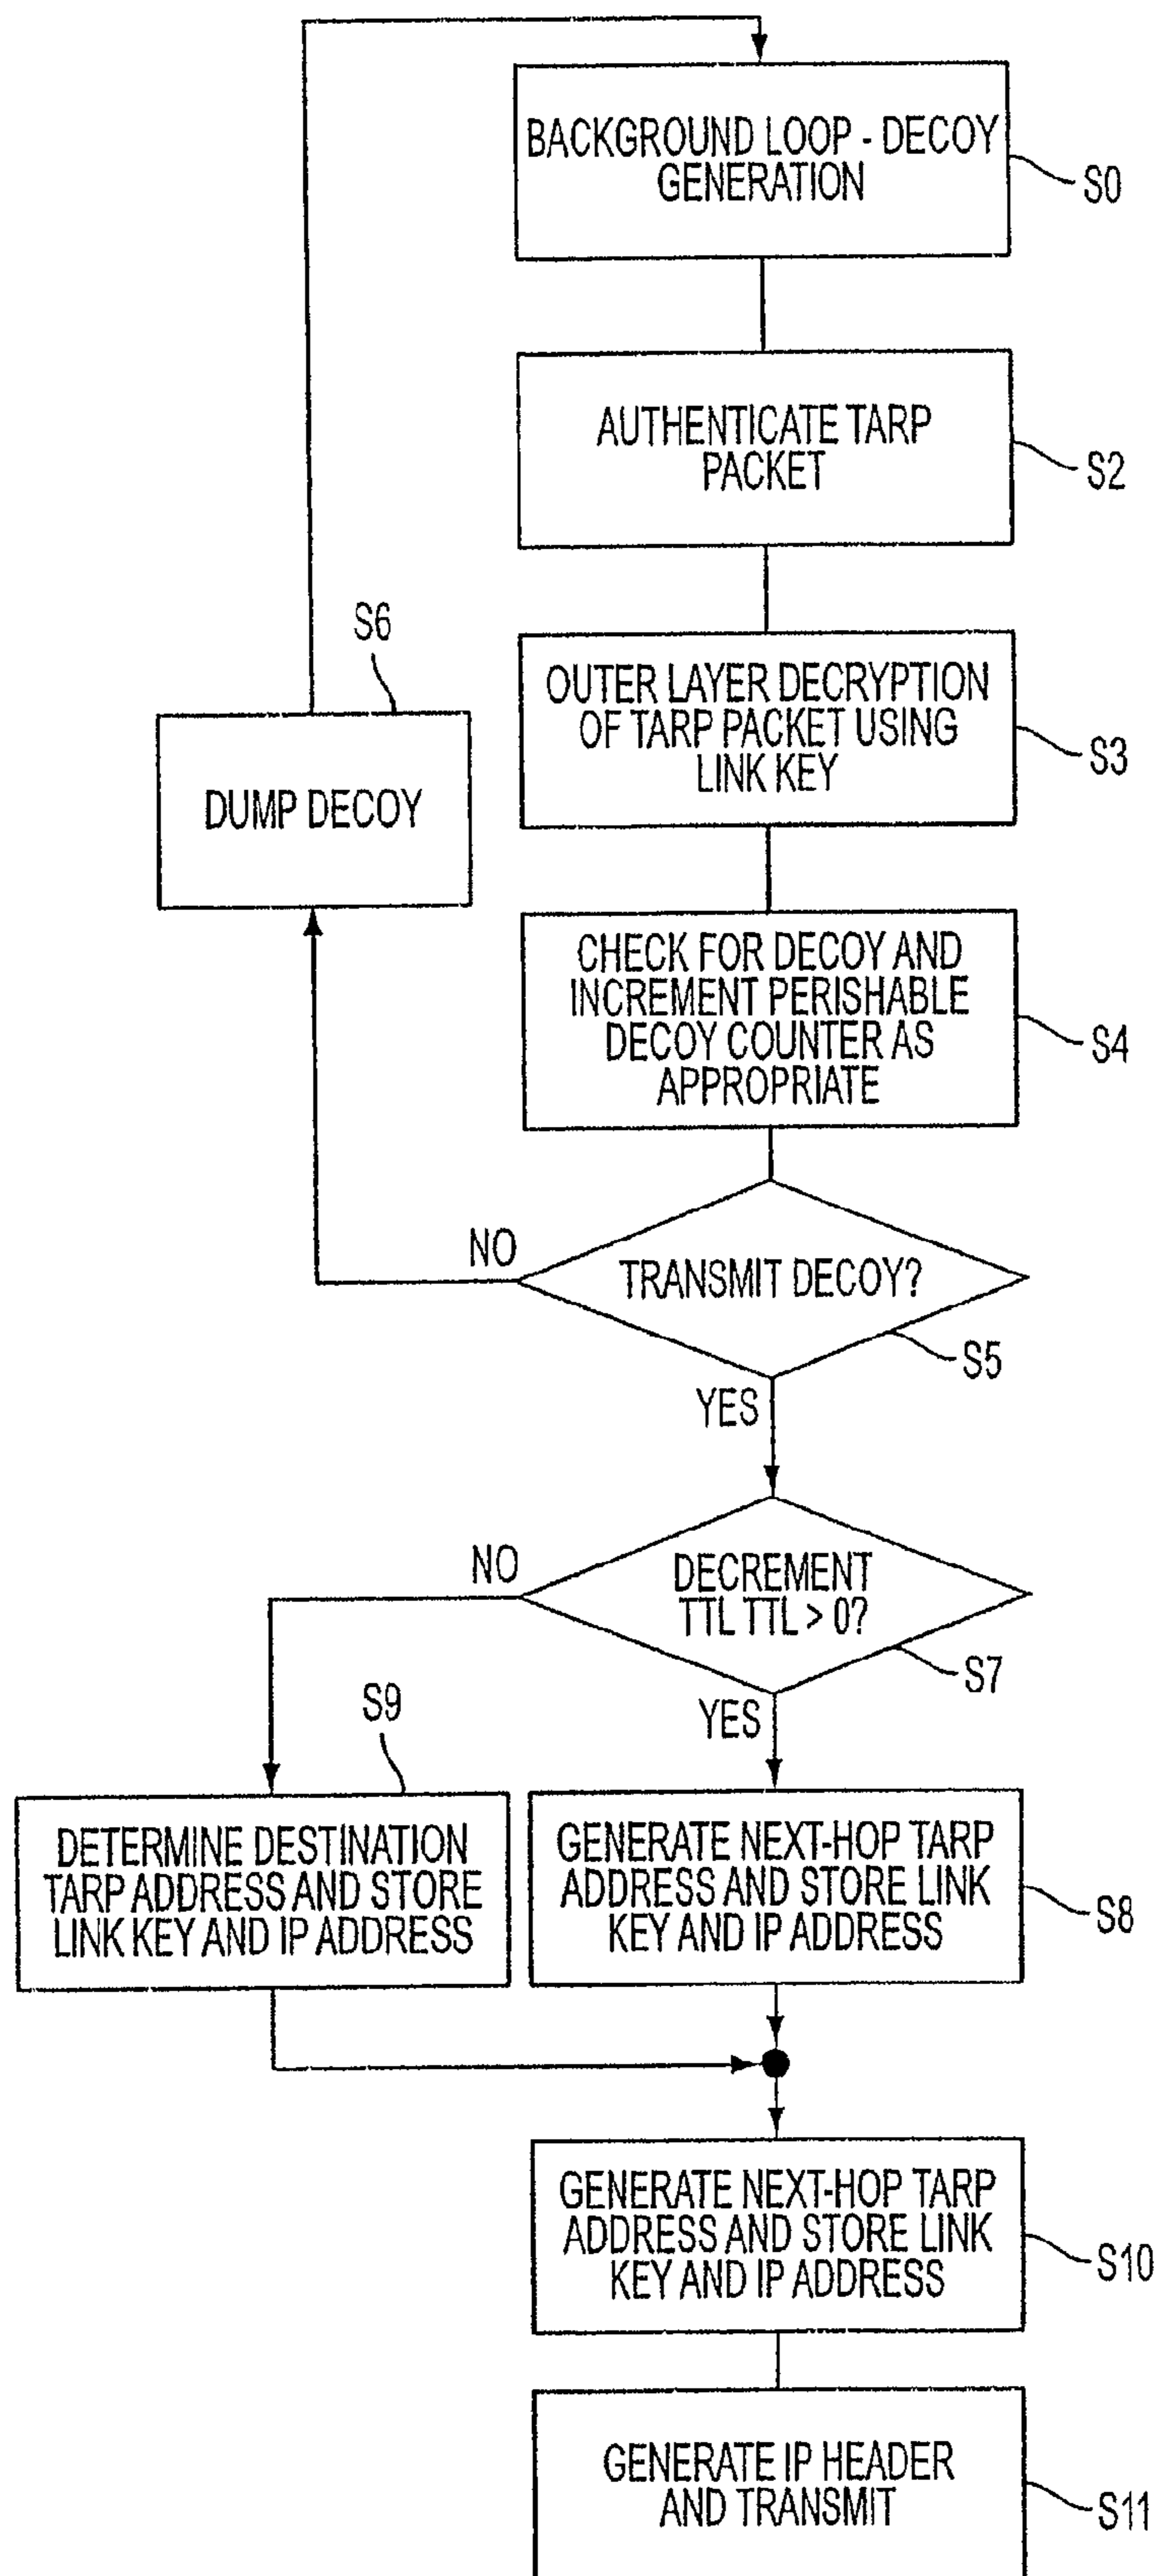 BACKGROUND LOOP - DECOY
GENERATION
S0
AUTHENTICATE TARP
PACKET
S2
OUTER LAYER DECRYPTION
OF TARP PACKET USING
LINK KEY
S3
S6
DUMP DECOY
CHECK FOR DECOY AND
INCREMENT PERISHABLE
DECOY COUNTER AS
APPROPRIATE
S4
NO
TRANSMIT DECOY?
S5
YES
NO
DECREMENT
TTL TTL > 0?
S7
YES
S9
DETERMINE DESTINATION
TARP ADDRESS AND STORE
LINK KEY AND IP ADDRESS
GENERATE NEXT-HOP TARP
ADDRESS AND STORE LINK
KEY AND IP ADDRESS
S8
GENERATE NEXT-HOP TARP
ADDRESS AND STORE LINK
KEY AND IP ADDRESS
S10
GENERATE IP HEADER
AND TRANSMIT
S11